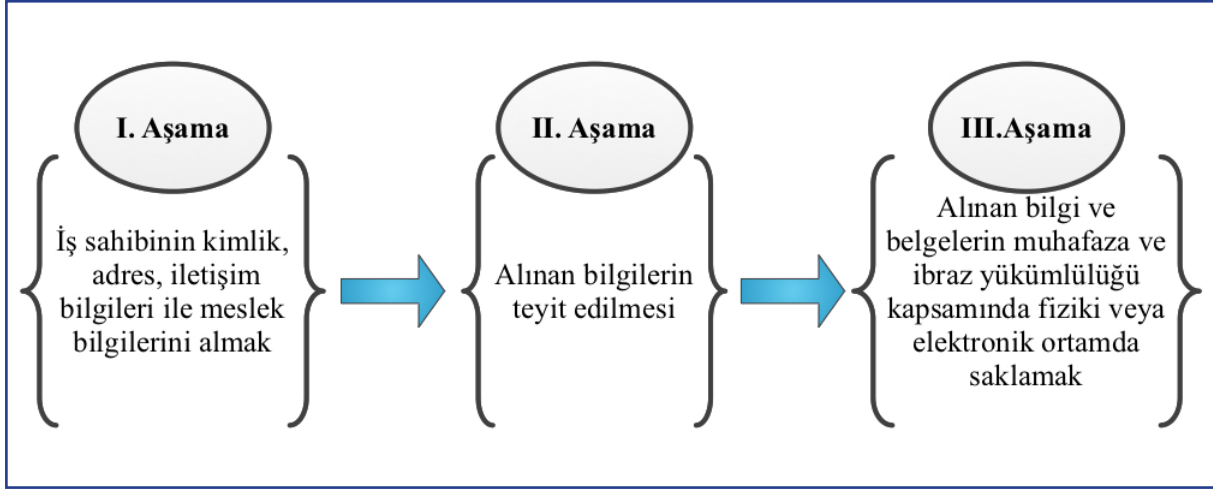 I. Aşama
İş sahibinin kimlik,
adres, iletişim
bilgileri ile meslek
bilgilerini almak
II. Aşama
Alınan bilgilerin
teyit edilmesi
III.Aşama
Alınan bilgi ve
belgelerin muhafaza ve
ibraz yükümlülüğü
kapsamında fiziki veya
elektronik ortamda
saklamak